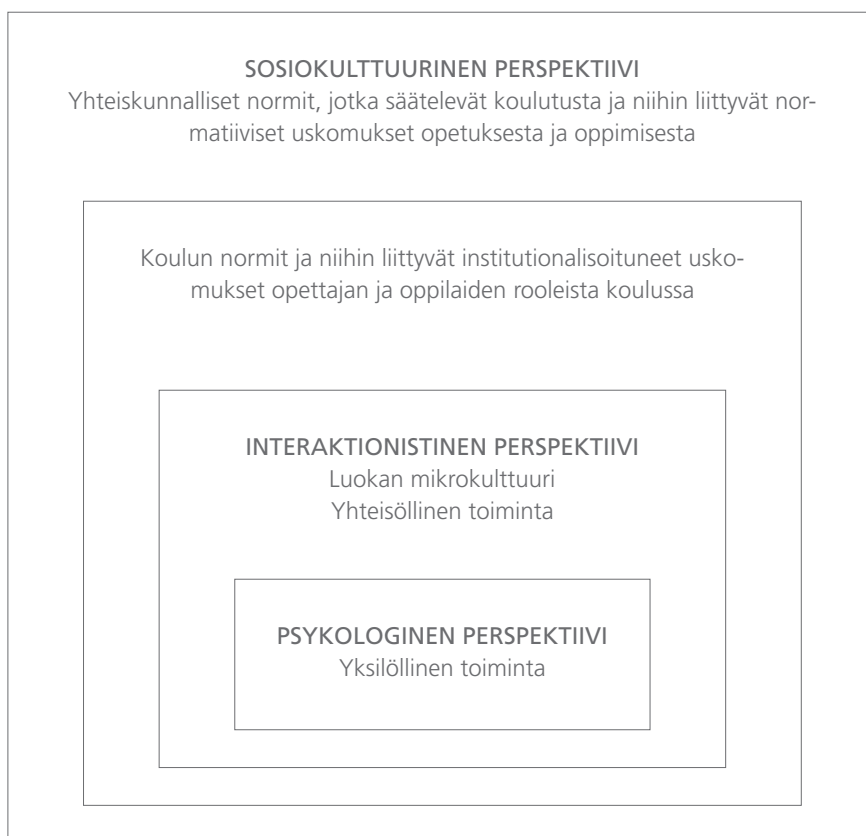 SOSIOKULTTUURINEN PERSPEKTIIVI
Yhteiskunnalliset normit, jotka säätelevät koulutusta ja niihin liittyvät nor-
matiiviset uskomukset opetuksesta ja oppimisesta
Koulun normit ja niihin liittyvät institutionalisoituneet usko-
mukset opettajan ja oppilaiden rooleista koulussa
INTERAKTIONISTINEN PERSPEKTIIVI
Luokan mikrokulttuuri
Yhteisöllinen toiminta
PSYKOLOGINEN PERSPEKTIIVI
Yksilöllinen toiminta